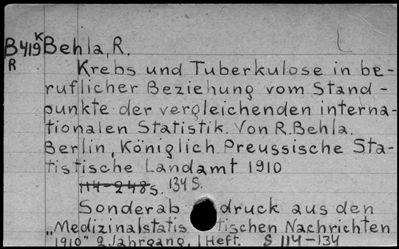 B419K Behla, R.
R Krebs und Tuberkulose in be-
ruflicher Beziehung vom Stand-
punkte der vergleichenden interna-
tionalen Statistik. Von R. Behla.
Berlin, Königlich Preussische Sta-
tistische Landamt 1910
114-248 S. 134 S.
Sonderab druck aus den
„Medizinalstatis tischen Nachrichten
1910" 2. Jahrgang, 1 Heft. S 114-134